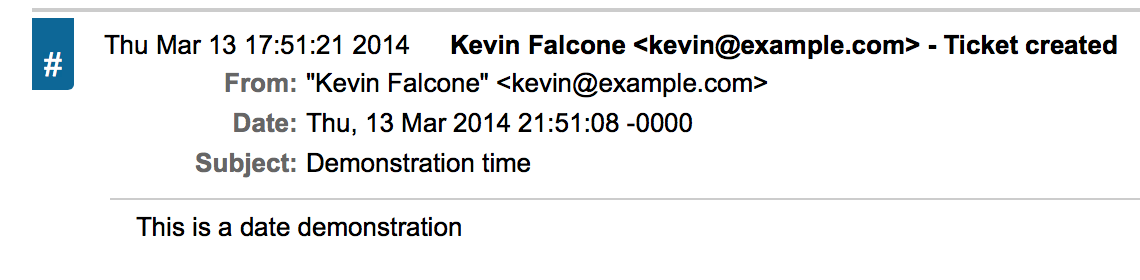 # Thu Mar 13 17:51:21 2014 Kevin Falcone <kevin@example.com> - Ticket created
From: "Kevin Falcone" <kevin@example.com>
Date: Thu, 13 Mar 2014 21:51:08 -0000
Subject: Demonstration time
This is a date demonstration